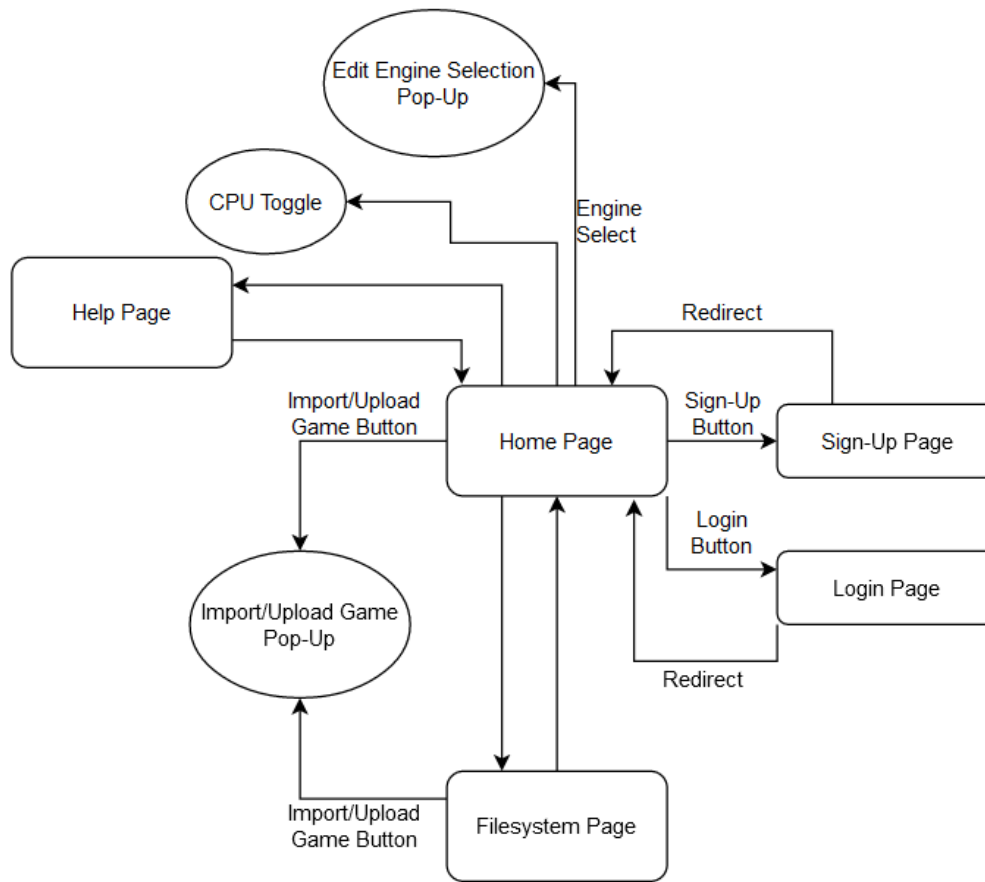 Edit Engine Selection
Pop-Up
CPU Toggle
Engine
Select
Help Page
Redirect
Import/Upload
Game Button
Sign-Up
Button
Home Page
Sign-Up Page
Login
Button
Import/Upload Game
Pop-Up
Login Page
Redirect
Import/Upload
Game Button
Filesystem Page